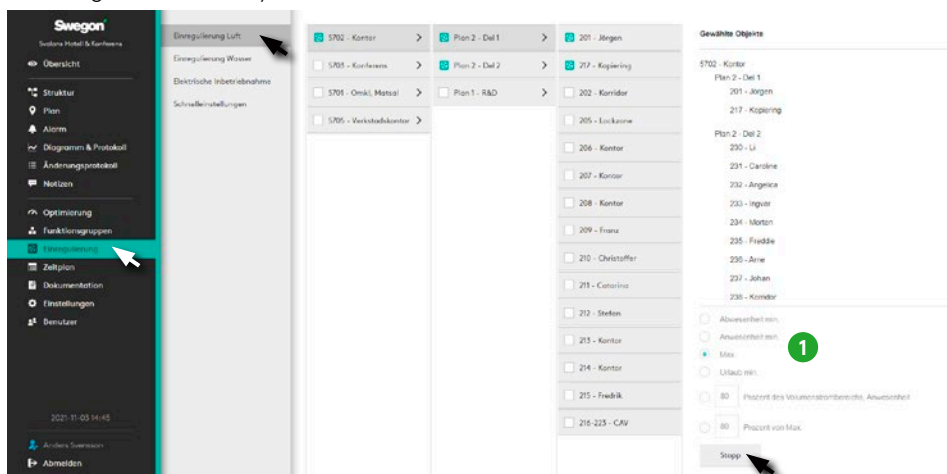 Swegon
Svalans Hotell & Konferens
Übersicht
Struktur
Plan
Alarm
Diagramm & Protokoll
Änderungsprotokoll
Notizen
Optimierung
Funktionsgruppen
Einregulierung
Zeitplan
Dokumentation
Einstellungen
Benutzer
2021-11-03 14:45
Anders Svensson
Abmelden
Einregulierung Luft
Einregulierung Wasser
Elektrische Inbetriebnahme
Schnelleinstellungen
5702 - Kontor
5703 - Konferens
5701 - Omkl, Matsal
5705 - Verkstadskontor
Plan 2 - Del 1
Plan 2 - Del 2
Plan 1 - R&D
201 - Jörgen
217 - Kopiering
202 - Korridor
205 - Lockzone
206 - Kontor
207 - Kontor
208 - Kontor
209 - Franz
210 - Christoffer
211 - Catarina
212 - Stefan
213 - Kontor
214 - Kontor
215 - Fredrik
216-223 - CAV
Gewählte Objekte
5702 - Kontor
Plan 2 - Del 1
201 - Jörgen
217 - Kopiering
Plan 2 - Del 2
230 - Li
231 - Caroline
232 - Angelica
233 - Ingvar
234 - Morten
235 - Freddie
236 - Arne
237 - Johan
238 - Korridor
Abwesenheit min.
Anwesenheit min.
Max
Urlaub min.
80 Prozent des Volumenstrombereichs, Anwesenheit
80 Prozent von Max
Stopp
1